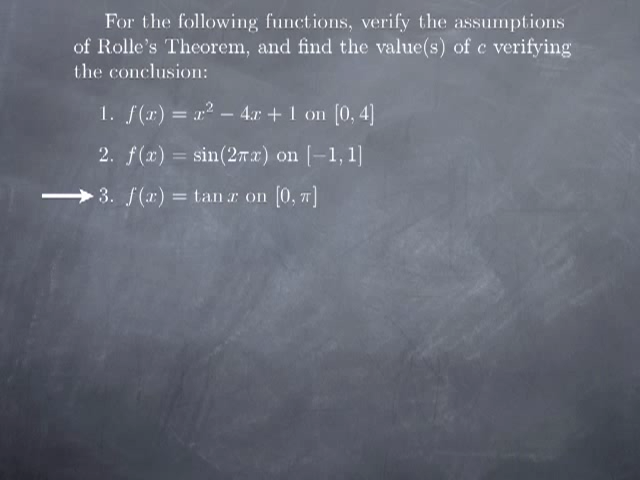 For the following functions, verify the assumptions
of Rolle's Theorem, and find the value(s) of c verifying
the conclusion:
1. f(x) = x² − 4x + 1 on [0, 4]
2. f(x) = sin(2πx) on [−1, 1]
3. f(x) = tan x on [0, π]